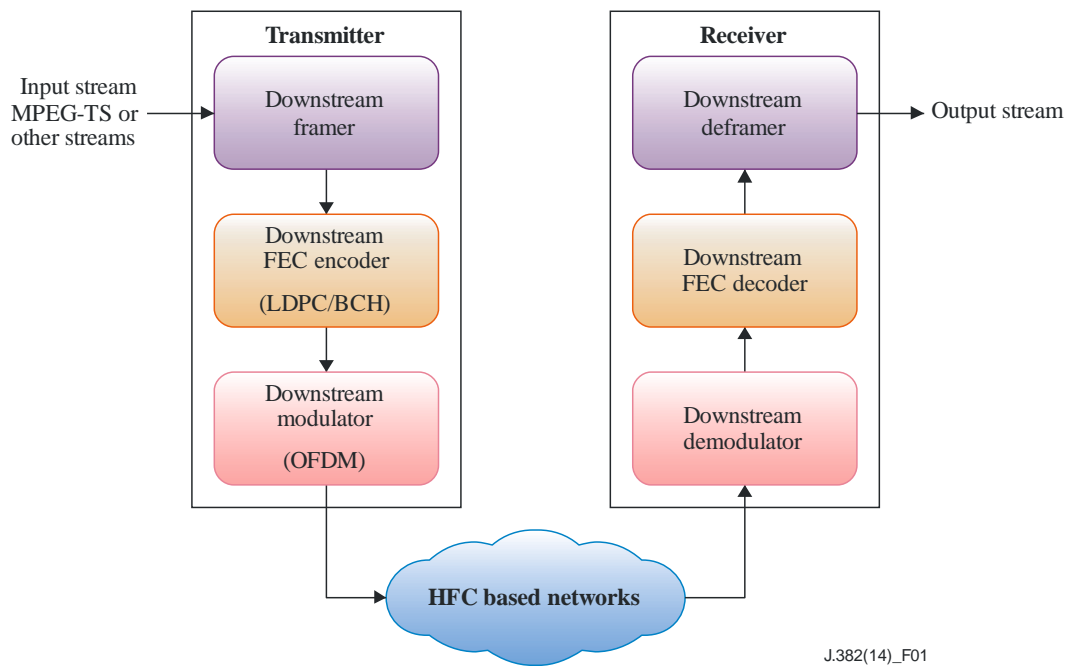 Transmitter
Input stream
MPEG-TS or
other streams
Downstream
framer
Downstream
FEC encoder
(LDPC/BCH)
Downstream
modulator
(OFDM)
HFC based networks
Receiver
Downstream
deframer
Output stream
Downstream
FEC decoder
Downstream
demodulator
J.382(14)_F01